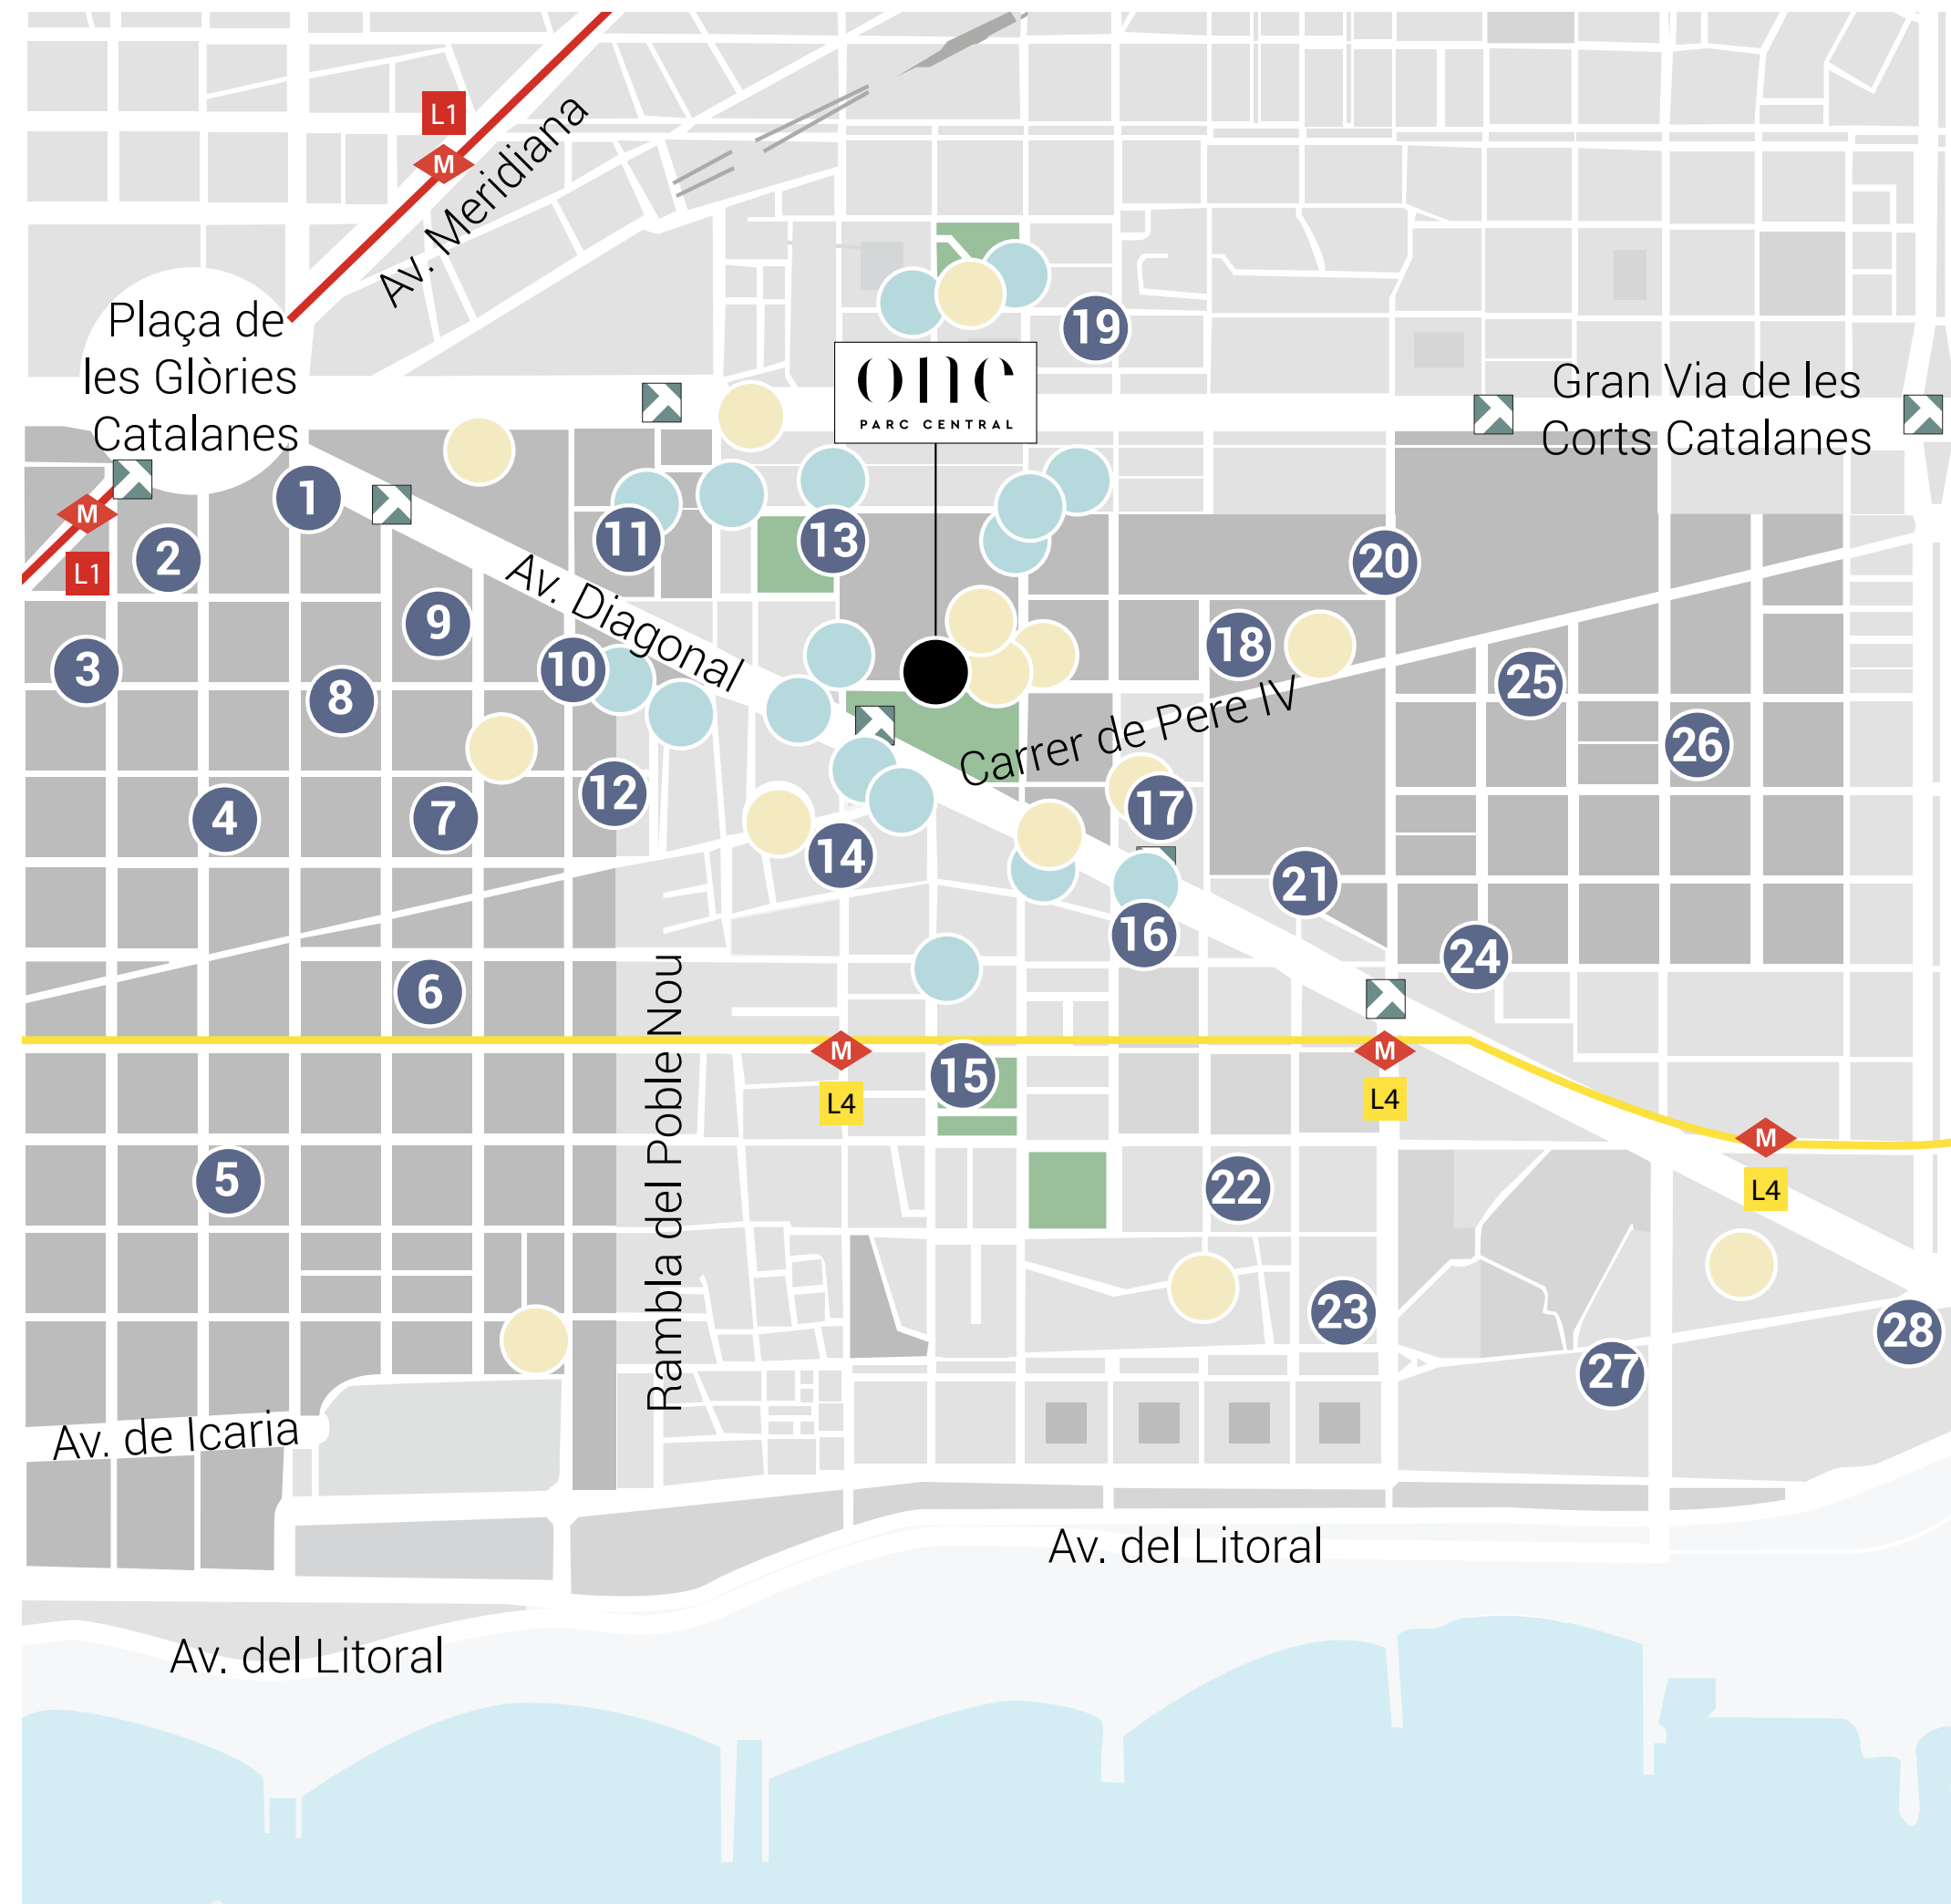 L1
M
Av. Meridiana
Plaça de
les Glòries
Catalanes
19
one
PARC CENTRAL
Gran Via de les
Corts Catalanes
1
M
L1
2
11
13
20
Av. Diagonal
9
3
10
8
18
25
26
Carrer de Pere IV
4
7
12
17
14
21
16
24
6
Rambla del Poble Nou
M
L4
15
M
L4
M
L4
5
22
23
28
27
Av. de Icaria
Av. del Litoral
Av. del Litoral